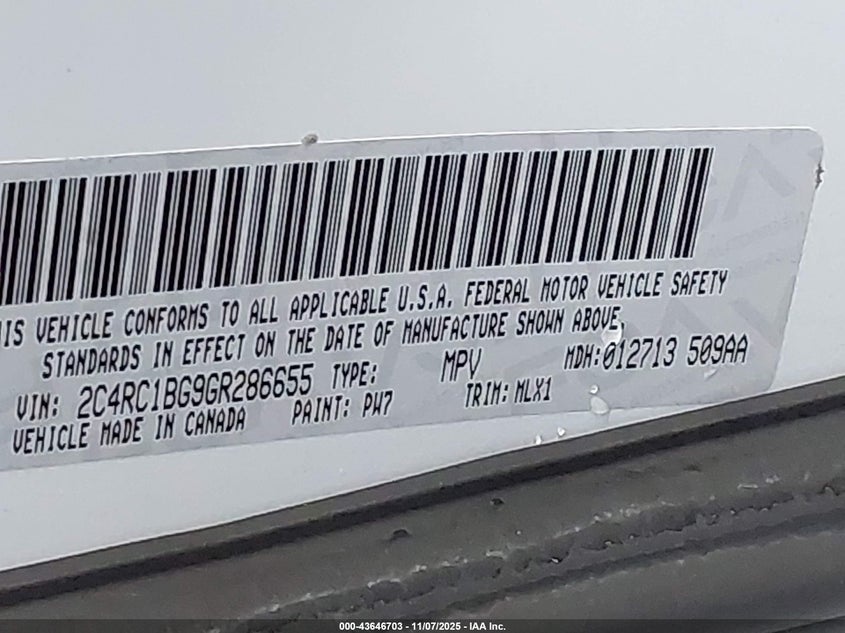 IS VEHICLE CONFORMS TO ALL APPLICABLE U.S.A. FEDERAL MOTOR VEHICLE SAFETY
STANDARDS IN EFFECT ON THE DATE OF MANUFACTURE SHOWN ABOVE
VIN: 2C4RC1BG9GR286655 TYPE: MPV MDH:012713 509AA
VEHICLE MADE IN CANADA PAINT: PW7 TRIM: MLX1
000-43646703 - 11/07/2025 - IAA Inc.